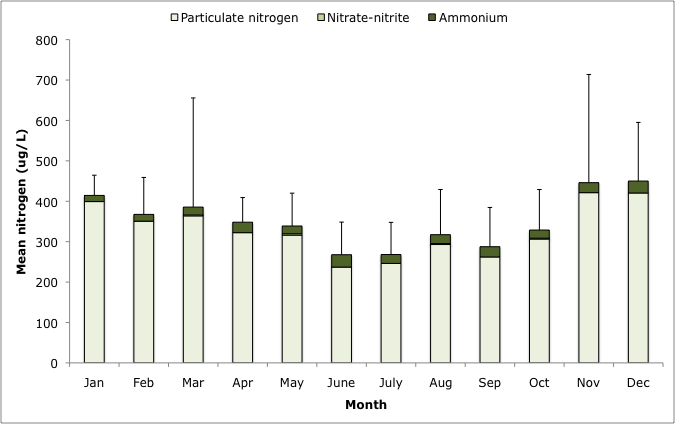 Particulate nitrogen Nitrate-nitrite Ammonium
800
700
600
500
400
300
200
100
0
Mean nitrogen (ug/L)
Jan Feb Mar Apr May June July Aug Sep Oct Nov Dec
Month